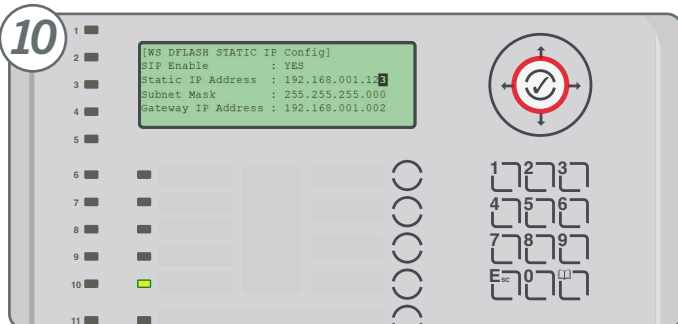 10
1
2
3
4
5
6
7
8
9
10
11
[WS DFLASH STATIC IP Config]
SIP Enable : YES
Static IP Address : 192.168.001.123
Subnet Mask : 255.255.255.000
Gateway IP Address : 192.168.001.002
1 2 3
4 5 6
7 8 9
Esc 0